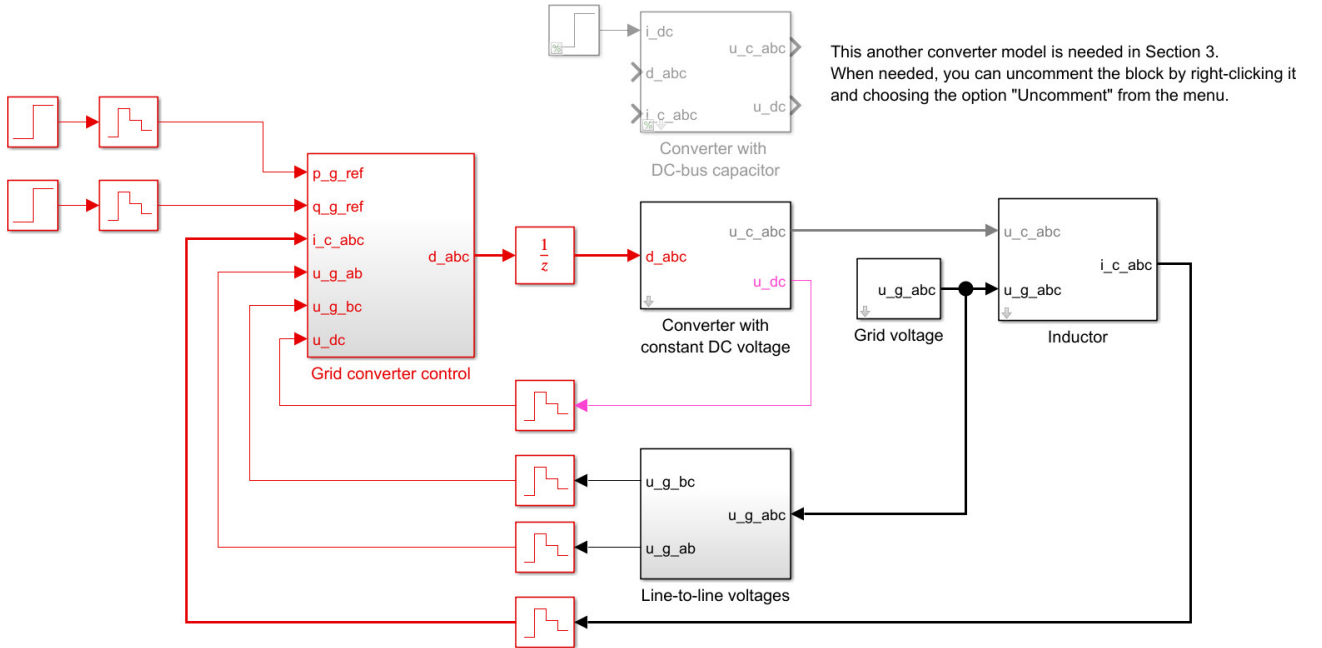 i_dc
u_c_abc
d_abc
u_dc
i_c_abc
Converter with
DC-bus capacitor
This another converter model is needed in Section 3.
When needed, you can uncomment the block by right-clicking it
and choosing the option "Uncomment" from the menu.
p_g_ref
q_g_ref
i_c_abc
u_g_ab
u_g_bc
u_dc
d_abc
Grid converter control
1
z
d_abc
u_c_abc
u_dc
Converter with
constant DC voltage
u_g_abc
Grid voltage
u_c_abc
u_g_abc
i_c_abc
Inductor
u_g_bc
u_g_abc
u_g_ab
Line-to-line voltages